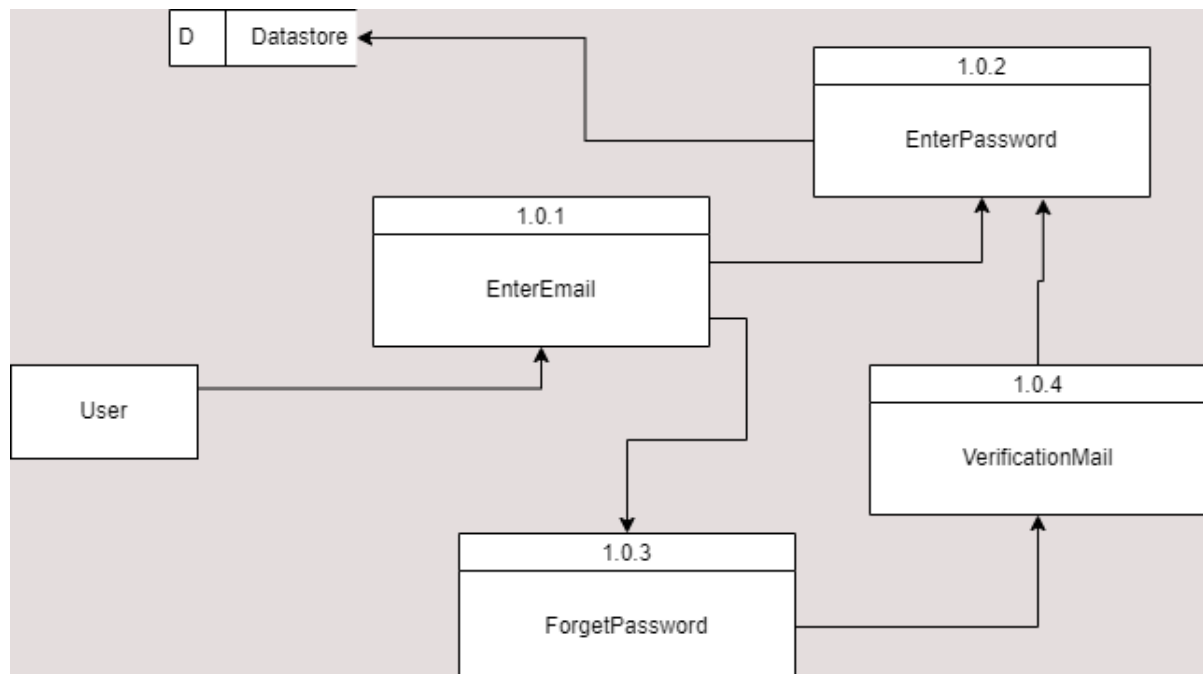 D Datastore
1.0.2
EnterPassword
1.0.1
EnterEmail
User
1.0.4
VerificationMail
1.0.3
ForgetPassword